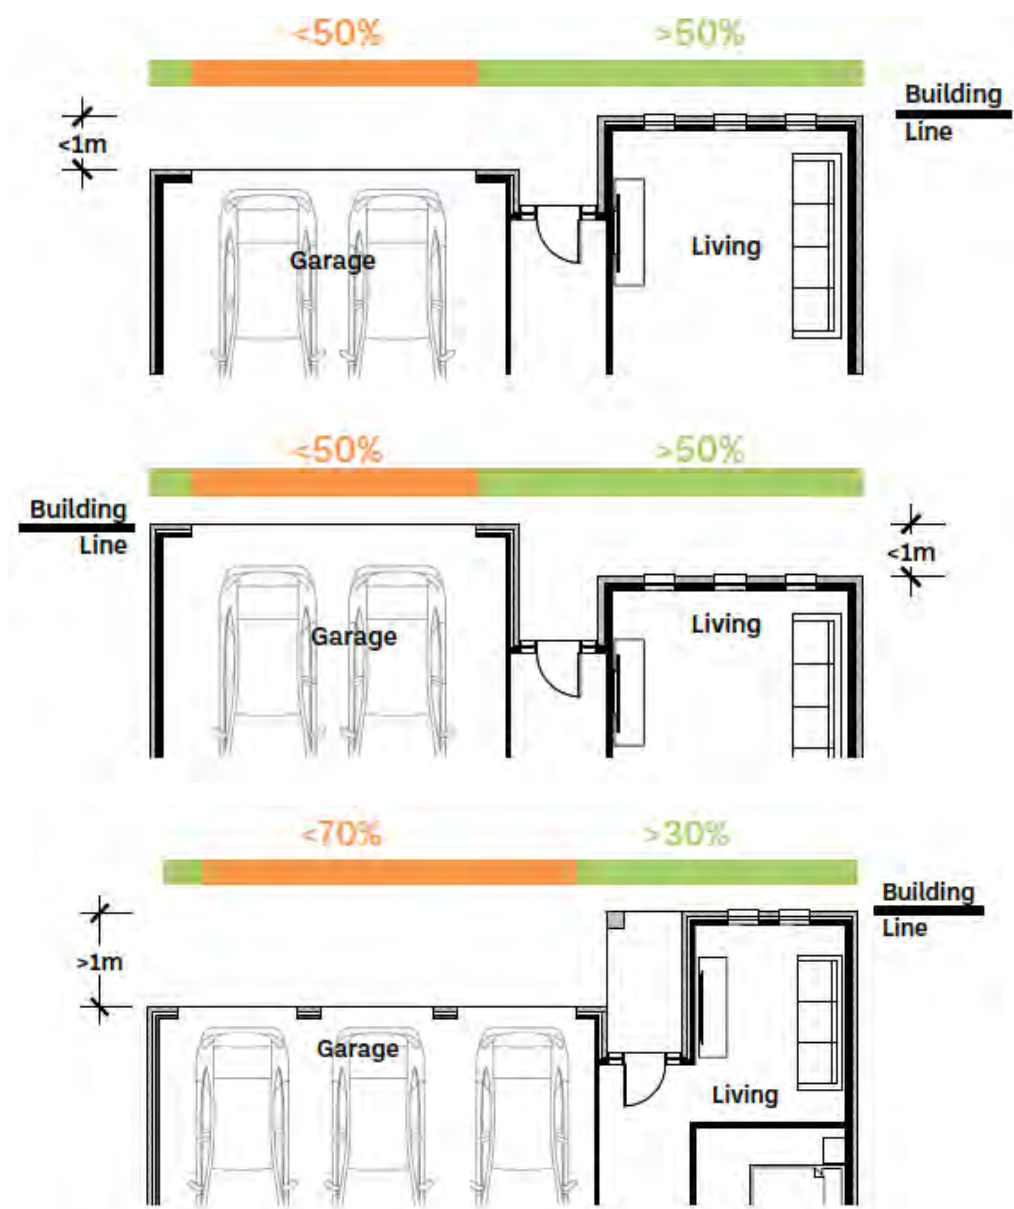 <50% >50%
Building
Line
<1m
Garage
Living
<50% >50%
Building
Line
<1m
Living
Garage
<70% >30%
Building
Line
>1m
Garage
Living